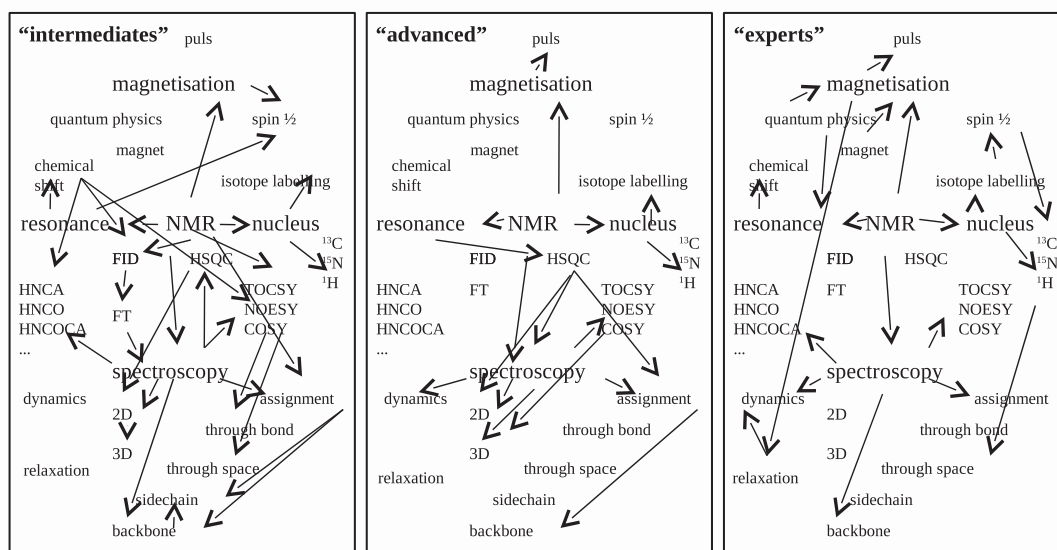 “intermediates”
puls
magnetisation
quantum physics
spin ½
magnet
chemical
shift
isotope labelling
resonance
NMR
nucleus
¹³C
¹⁵N
¹H
FID
HSQC
HNCA
HNCO
HNCOCA
...
FT
TOCSY
NOESY
COSY
spectroscopy
dynamics
assignment
2D
through bond
3D
through space
relaxation
sidechain
backbone
“advanced”
puls
magnetisation
quantum physics
spin ½
magnet
chemical
shift
isotope labelling
resonance
NMR
nucleus
¹³C
¹⁵N
¹H
FID
HSQC
HNCA
HNCO
HNCOCA
...
FT
TOCSY
NOESY
COSY
spectroscopy
dynamics
assignment
2D
through bond
3D
through space
relaxation
sidechain
backbone
“experts”
puls
magnetisation
quantum physics
spin ½
magnet
chemical
shift
isotope labelling
resonance
NMR
nucleus
¹³C
¹⁵N
¹H
FID
HSQC
HNCA
HNCO
HNCOCA
...
FT
TOCSY
NOESY
COSY
spectroscopy
dynamics
assignment
2D
through bond
3D
through space
relaxation
sidechain
backbone